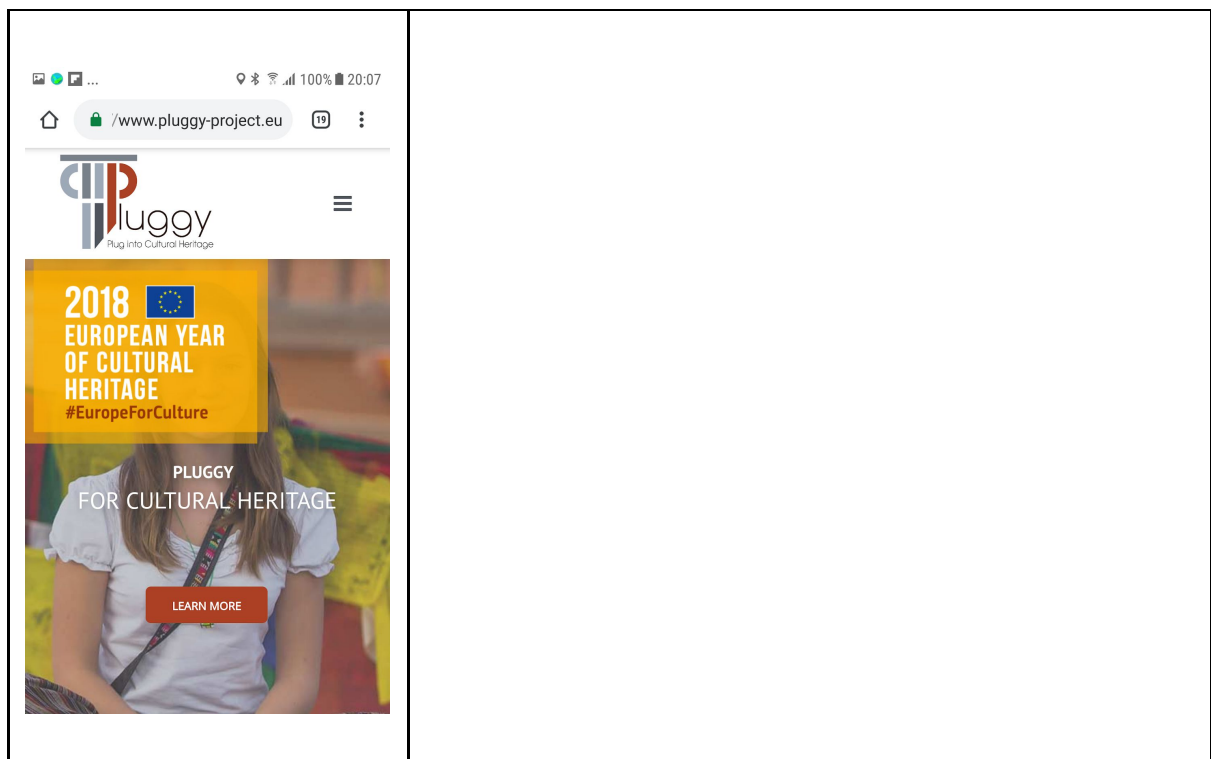 ... 100% 20:07
/www.pluggy-project.eu 19
Pluggy
Plug into Cultural Heritage
2018
EUROPEAN YEAR
OF CULTURAL
HERITAGE
#EuropeForCulture
PLUGGY
FOR CULTURAL HERITAGE
LEARN MORE